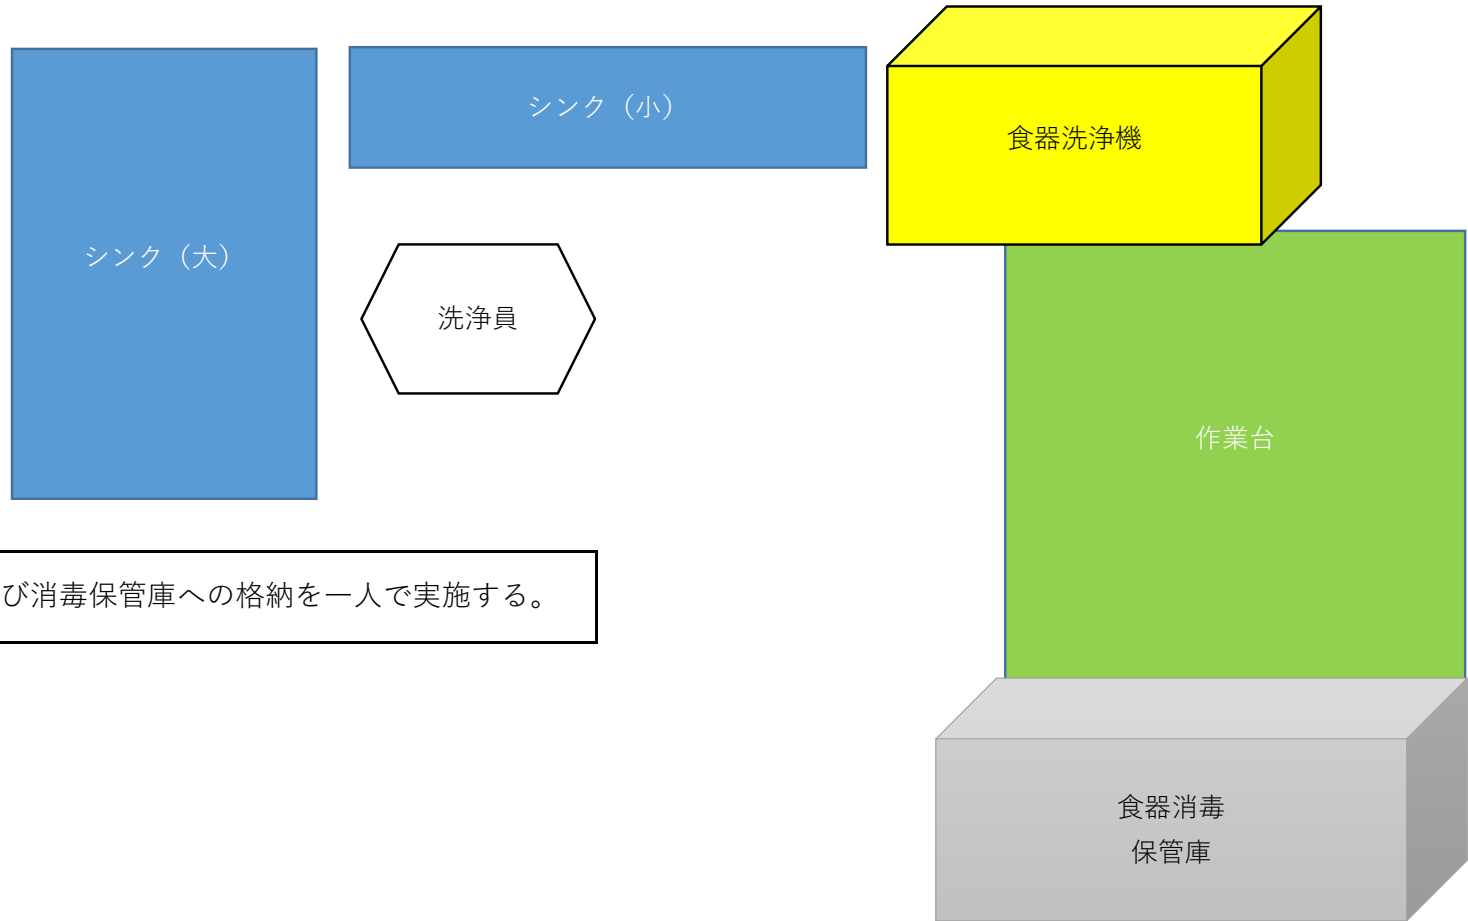 シンク（小）
食器洗浄機
シンク（大）
洗浄員
作業台
び消毒保管庫への格納を一人で実施する。
食器消毒
保管庫